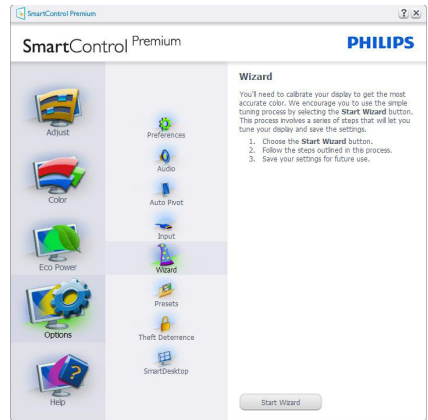 SmartControl Premium
? X
SmartControl Premium
PHILIPS
Adjust
Color
Eco Power
Options
Help
Preferences
Audio
Auto Pivot
Input
Wizard
Presets
Theft Deterrence
SmartDesktop
Wizard
You'll need to calibrate your display to get the most
accurate color. We encourage you to use the simple
tuning process by selecting the Start Wizard button.
This process involves a series of steps that will let you
tune your display and save the settings.
1. Choose the Start Wizard button.
2. Follow the steps outlined in this process.
3. Save your settings for future use.
Start Wizard